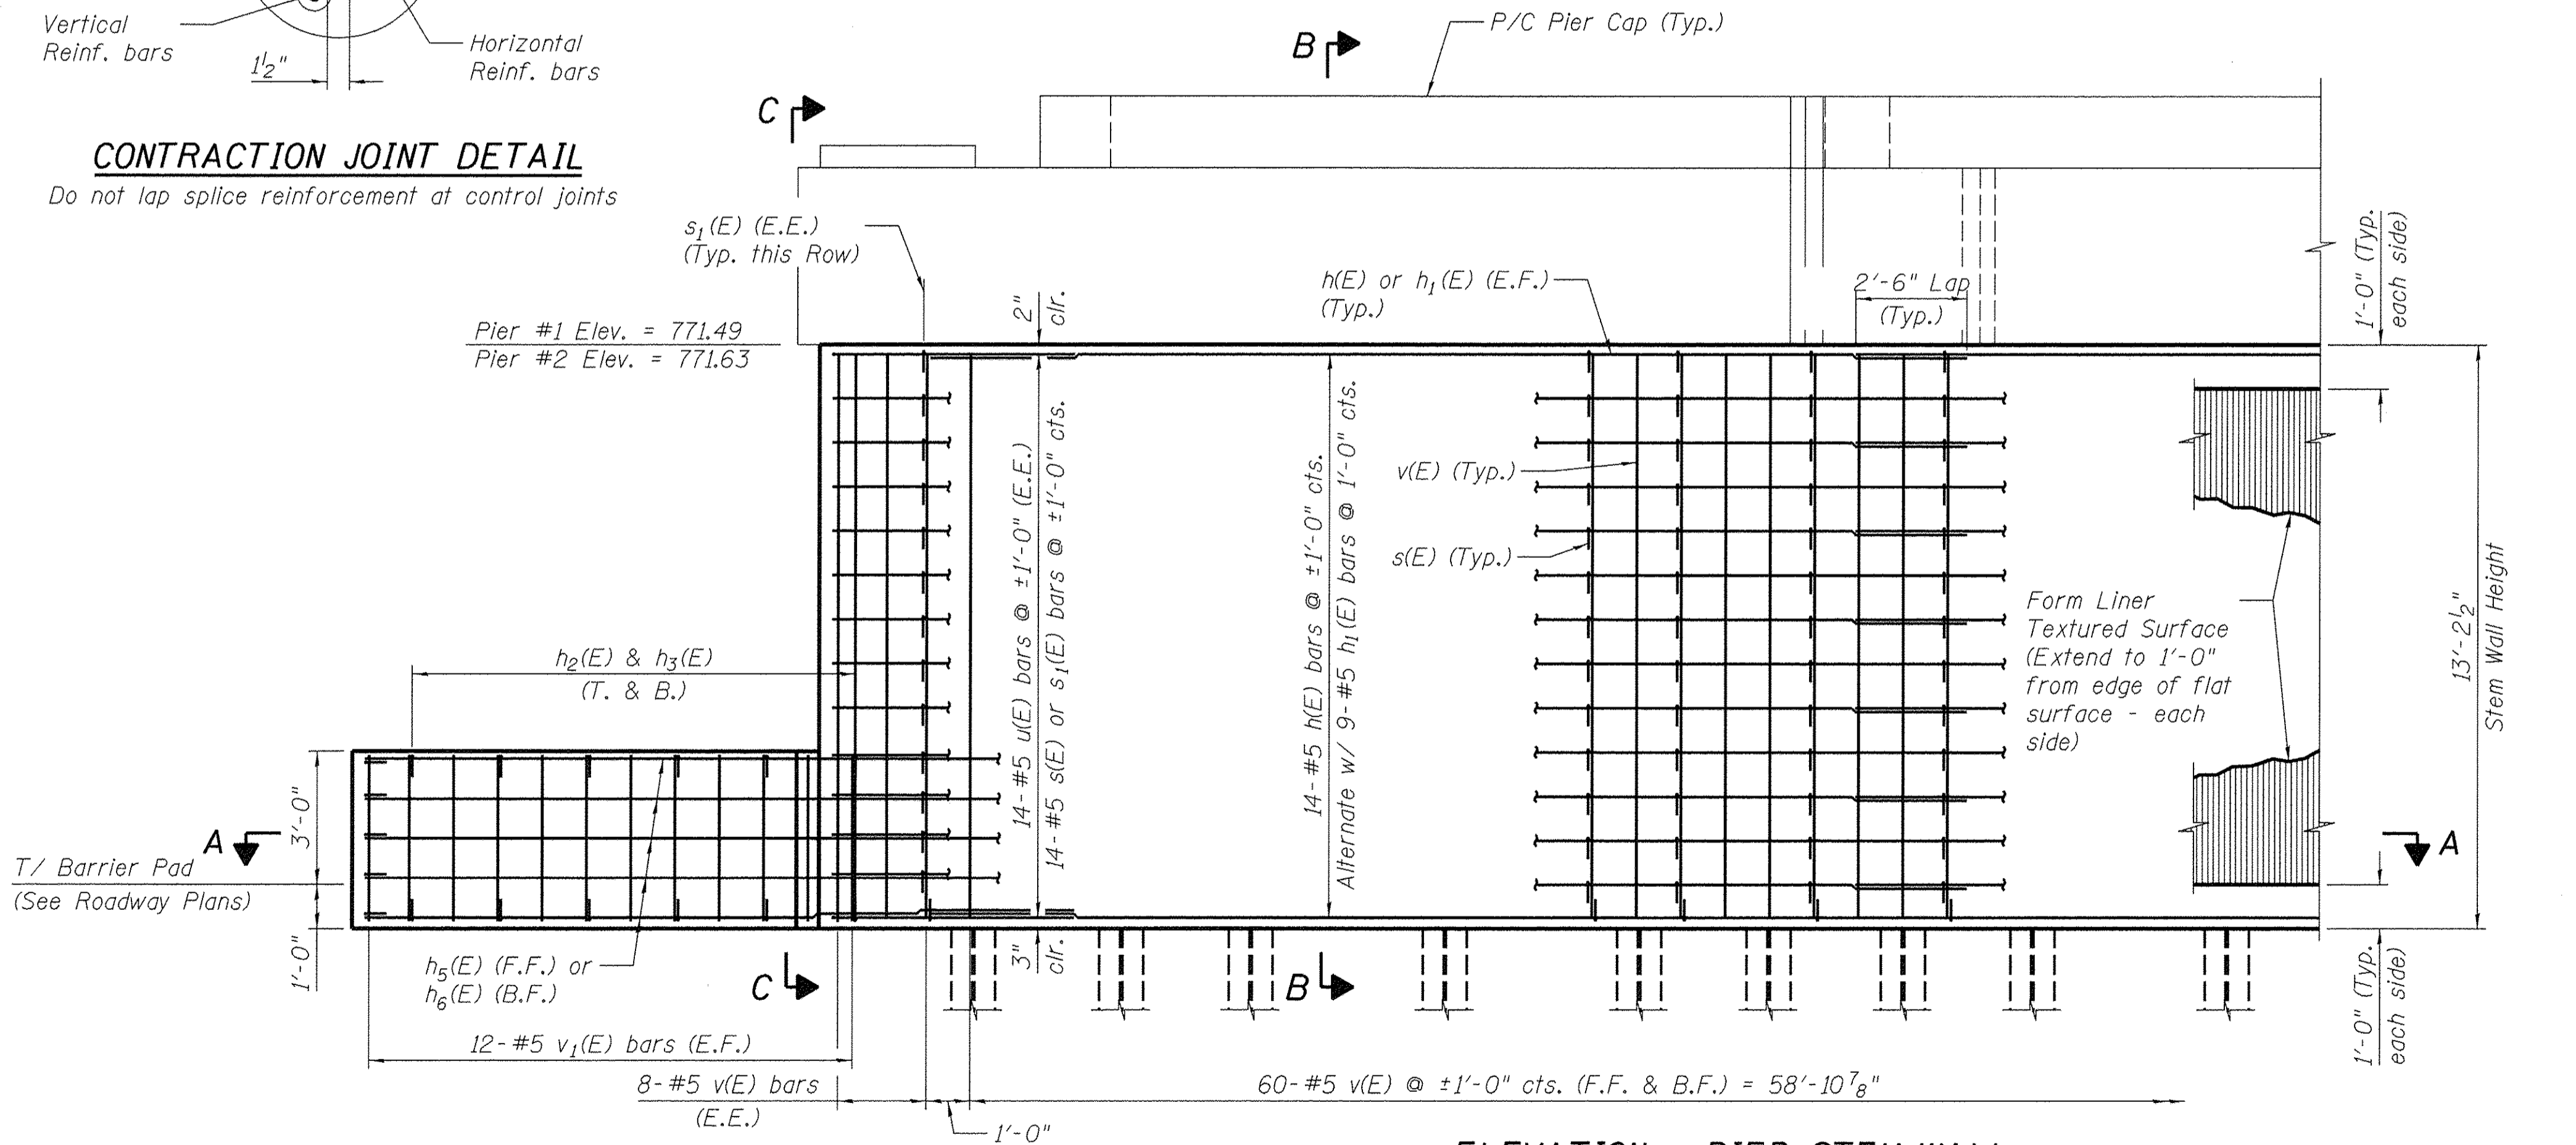 Vertical
Reinf. bars
1½"
Horizontal
Reinf. bars
CONTRACTION JOINT DETAIL
Do not lap splice reinforcement at control joints
P/C Pier Cap (Typ.)
B
C
s₁(E) (E.E.)
(Typ. this Row)
Pier #1 Elev. = 771.49
Pier #2 Elev. = 771.63
2"
clr.
h(E) or h₁(E) (E.F.)
(Typ.)
2'-6" Lap
(Typ.)
1'-0" (Typ.
each side)
14-#5 u(E) bars @ ±1'-0" (E.E.)
14-#5 s(E) or s₁(E) bars @ ±1'-0" cts.
14-#5 h(E) bars @ ±1'-0" cts.
Alternate w/ 9-#5 h₁(E) bars @ 1'-0" cts.
v(E) (Typ.)
s(E) (Typ.)
Form Liner
Textured Surface
(Extend to 1'-0"
from edge of flat
surface - each
side)
13'-2½"
Stem Wall Height
h₂(E) & h₃(E)
(T. & B.)
3'-0"
A
A
T/ Barrier Pad
(See Roadway Plans)
1'-0"
h₅(E) (F.F.) or
h₆(E) (B.F.)
C
3"
clr.
B
1'-0" (Typ.
each side)
12-#5 v₁(E) bars (E.F.)
8-#5 v(E) bars
(E.E.)
1'-0"
60-#5 v(E) @ ±1'-0" cts. (F.F. & B.F.) = 58'-10⅞"